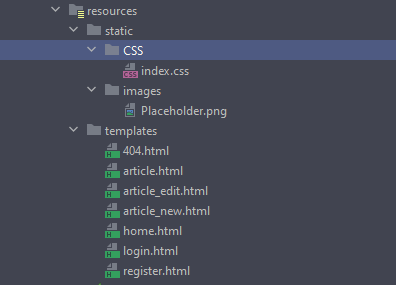 resources
static
CSS
index.css
images
Placeholder.png
templates
404.html
article.html
article_edit.html
article_new.html
home.html
login.html
register.html